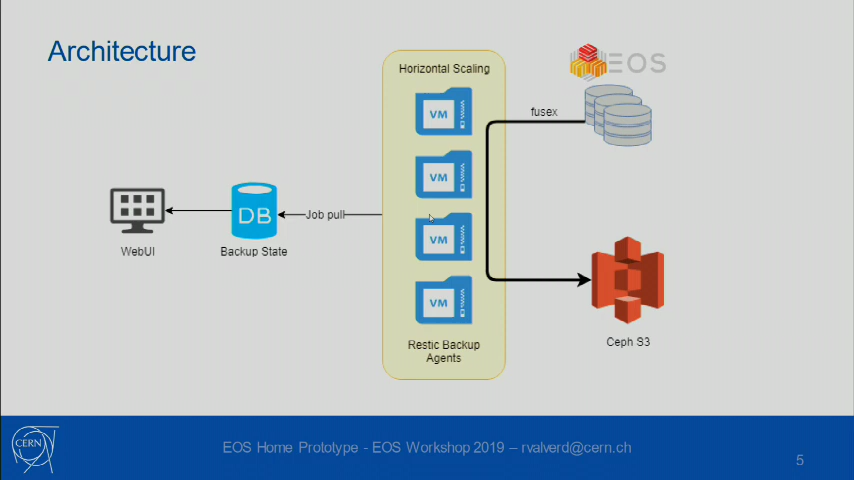 Architecture
Horizontal Scaling
VM
VM
VM
VM
Restic Backup
Agents
EOS
fusex
Job pull
DB
Backup State
WebUI
Ceph S3
CERN
EOS Home Prototype - EOS Workshop 2019 – rvalverd@cern.ch
5